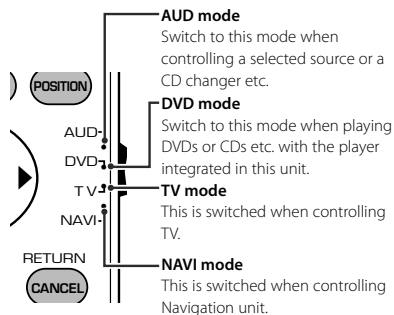 AUD mode
Switch to this mode when
controlling a selected source or a
CD changer etc.
POSITION
DVD mode
Switch to this mode when playing
DVDs or CDs etc. with the player
integrated in this unit.
AUD
DVD
TV
TV mode
This is switched when controlling
TV.
NAVI
RETURN
CANCEL
NAVI mode
This is switched when controlling
Navigation unit.